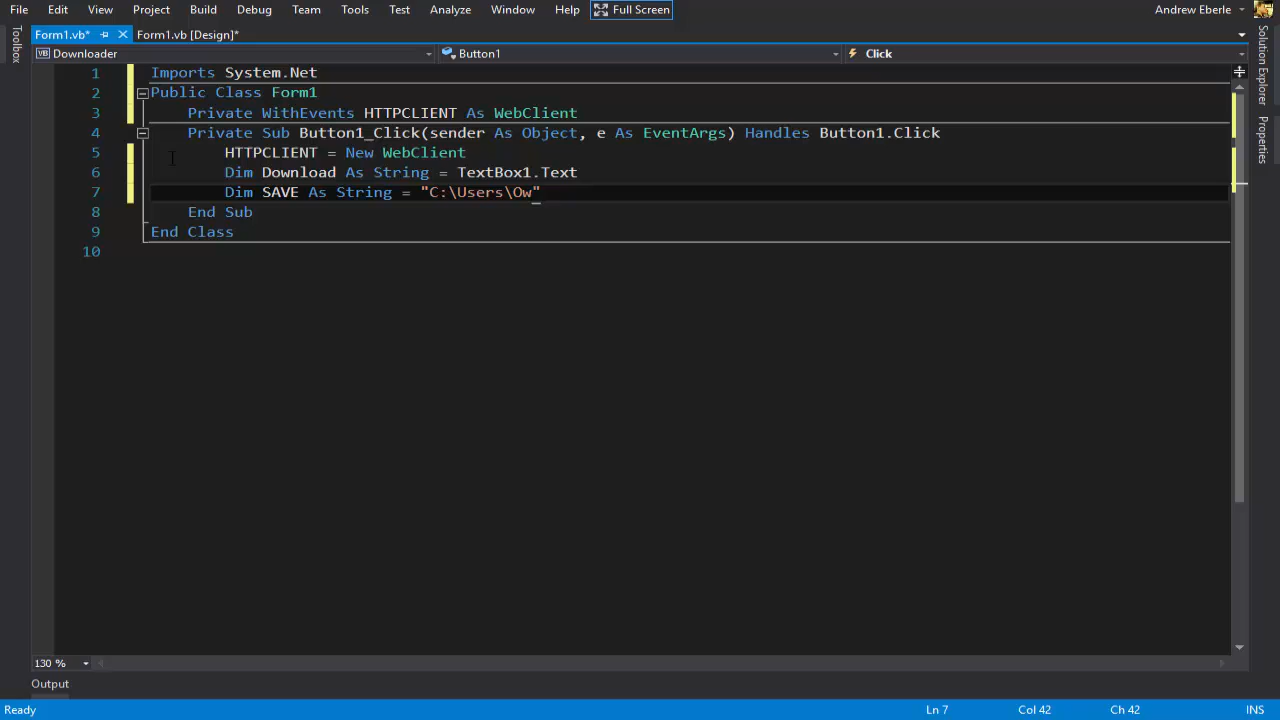 File Edit View Project Build Debug Team Tools Test Analyze Window Help Full Screen Andrew Eberle
Form1.vb* Form1.vb [Design]*
VB Downloader Button1 Click
1 Imports System.Net
2 Public Class Form1
3 Private WithEvents HTTPCLIENT As WebClient
4 Private Sub Button1_Click(sender As Object, e As EventArgs) Handles Button1.Click
5 HTTPCLIENT = New WebClient
6 Dim Download As String = TextBox1.Text
7 Dim SAVE As String = "C:\Users\Ow"
8 End Sub
9 End Class
10
Toolbox
Solution Explorer
Properties
130 %
Output
Ready Ln 7 Col 42 Ch 42 INS